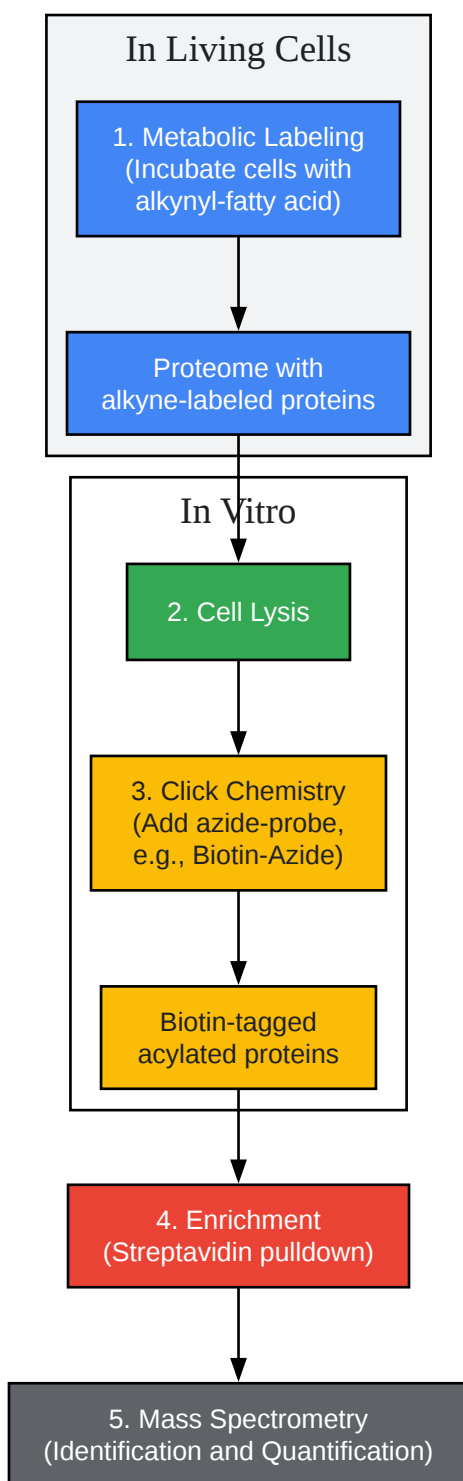 In Living Cells
1. Metabolic Labeling
(Incubate cells with
alkynyl-fatty acid)
Proteome with
alkyne-labeled proteins
In Vitro
2. Cell Lysis
3. Click Chemistry
(Add azide-probe,
e.g., Biotin-Azide)
Biotin-tagged
acylated proteins
4. Enrichment
(Streptavidin pulldown)
5. Mass Spectrometry
(Identification and Quantification)